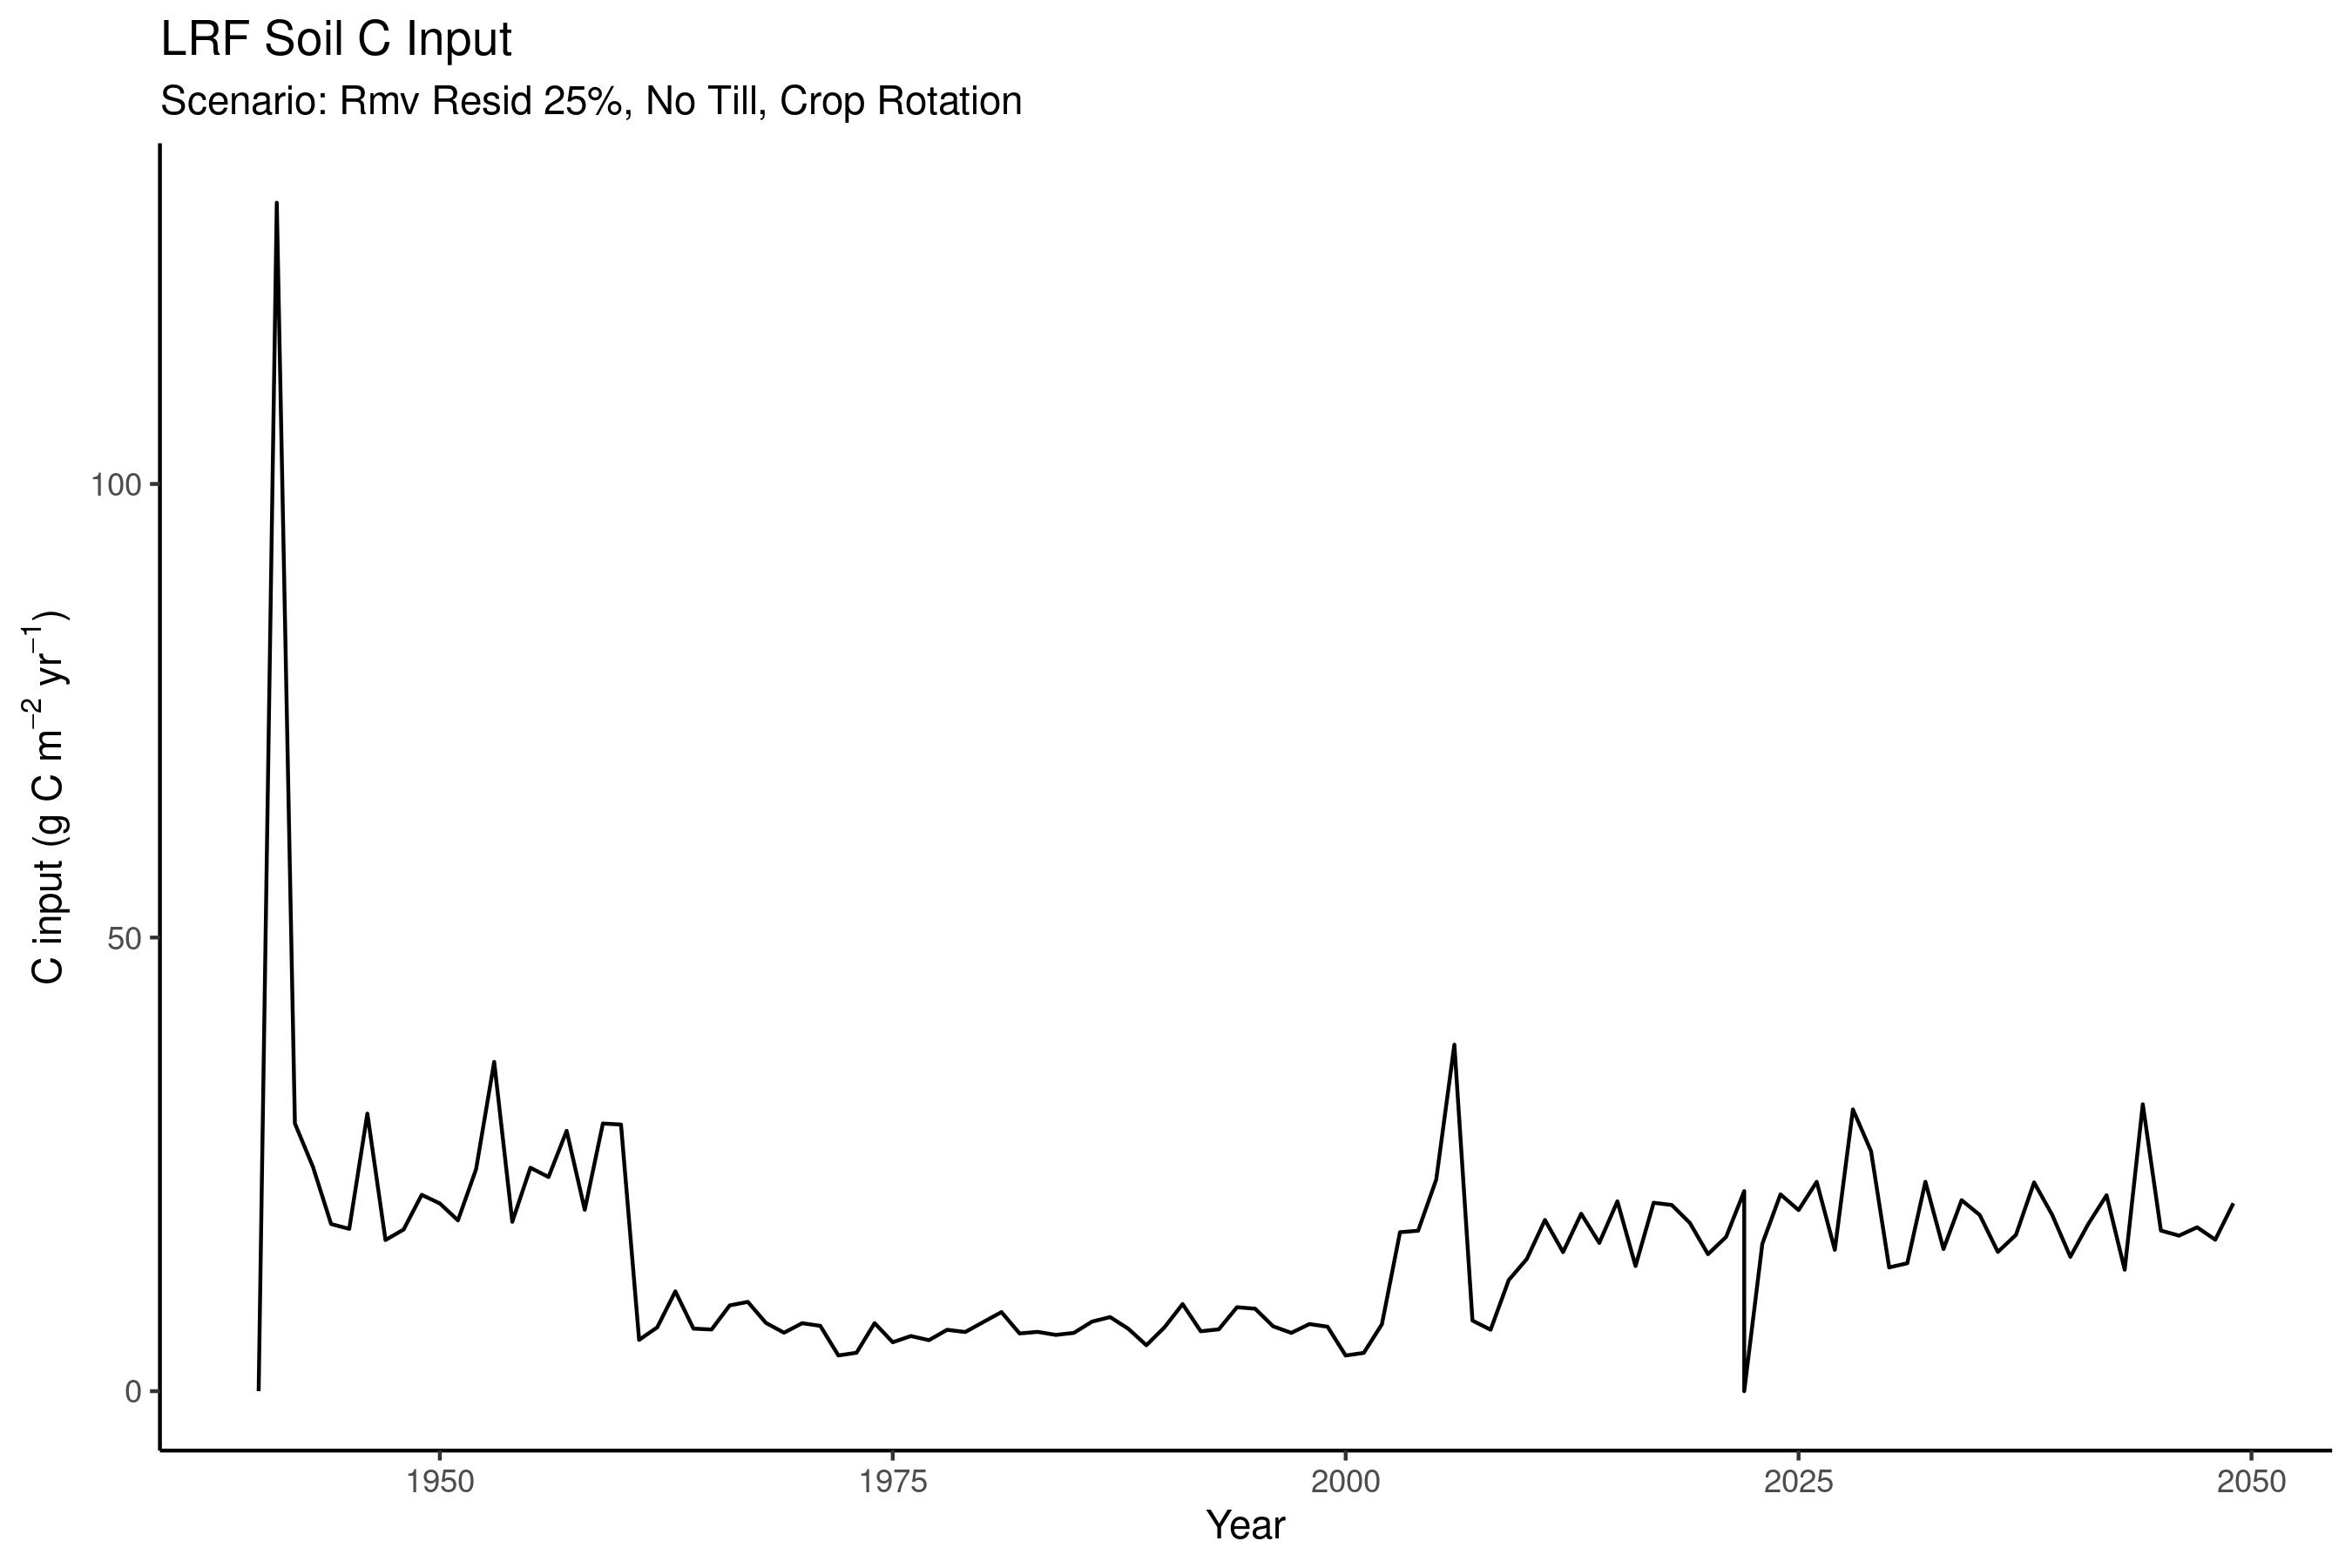 LRF Soil C Input
Scenario: Rmv Resid 25%, No Till, Crop Rotation
C input (g C m⁻² yr⁻¹)
100
50
0
1950 1975 2000 2025 2050
Year